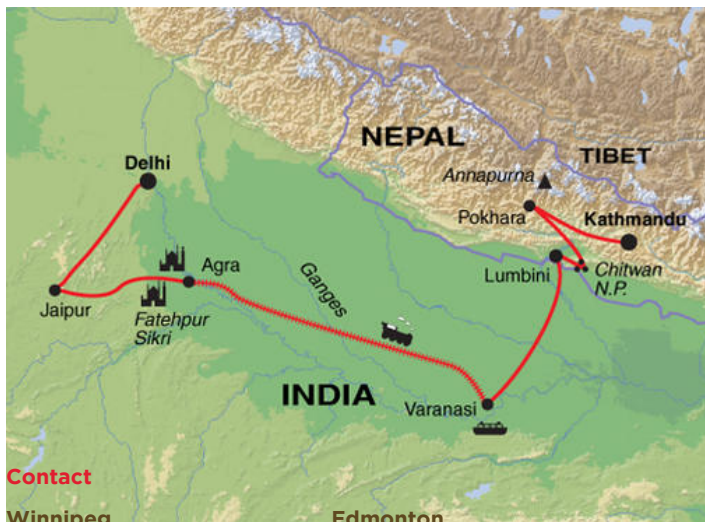 NEPAL
TIBET
Delhi
Annapurna
Pokhara
Kathmandu
Agra
Lumbini
Chitwan
N.P.
Jaipur
Fatehpur
Sikri
Ganges
INDIA
Varanasi
Contact
Winnipeg
Edmonton